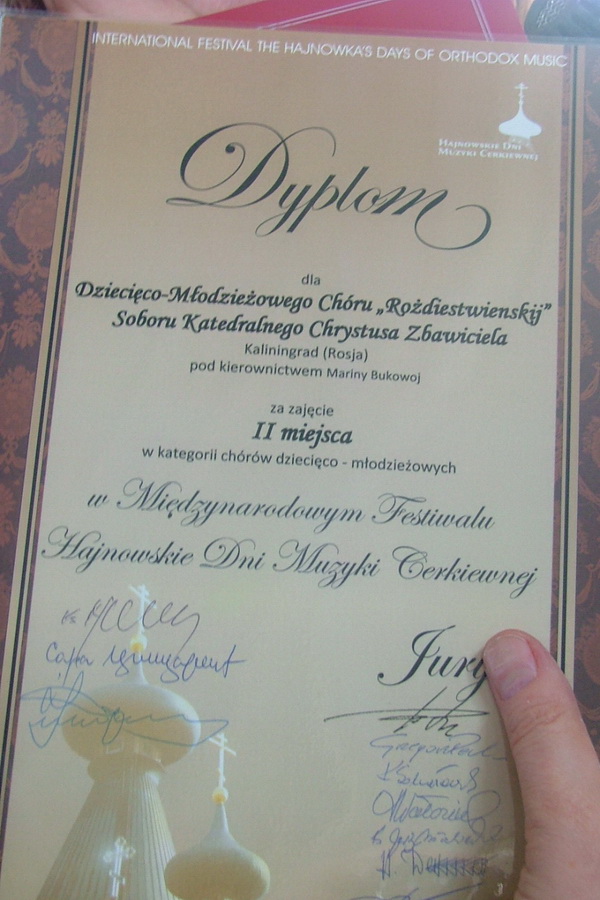 INTERNATIONAL FESTIVAL THE HAJNOWKA'S DAYS OF ORTHODOX MUSIC
HAJNOWSKIE DNI
MUZYKI CERKIEWNEJ
Dyplom
dla
Dziecięco-Młodzieżowego Chóru „Rożdiestwienskij”
Soboru Katedralnego Chrystusa Zbawiciela
Kaliningrad (Rosja)
pod kierownictwem Mariny Bukowoj
za zajęcie
II miejsca
w kategorii chórów dziecięco - młodzieżowych
w Międzynarodowym Festiwalu
Hajnowskie Dni Muzyki Cerkiewnej
Jury